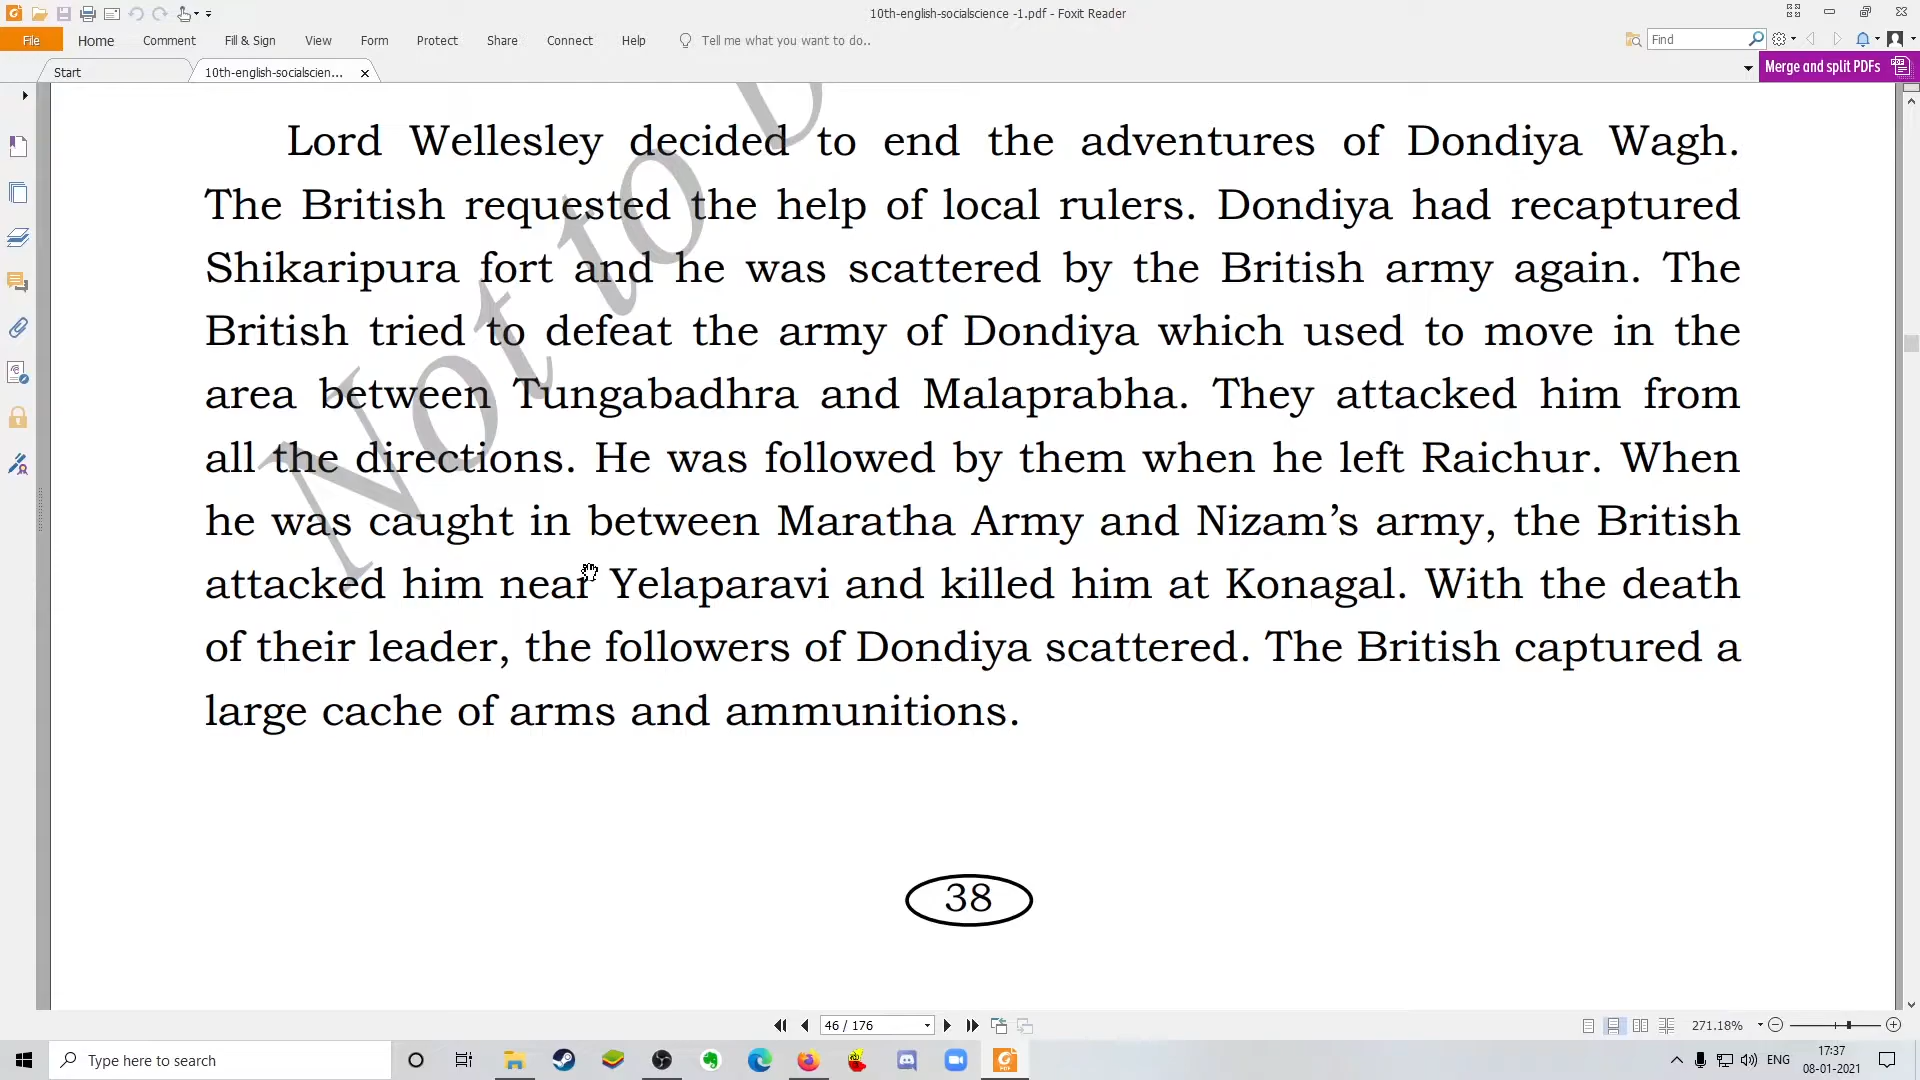 10th-english-socialscience -1.pdf - Foxit Reader
File Home Comment Fill & Sign View Form Protect Share Connect Help Tell me what you want to do.. Find
Start 10th-english-socialscien... Merge and split PDFs
Not to b
Lord Wellesley decided to end the adventures of Dondiya Wagh.
The British requested the help of local rulers. Dondiya had recaptured
Shikaripura fort and he was scattered by the British army again. The
British tried to defeat the army of Dondiya which used to move in the
area between Tungabadhra and Malaprabha. They attacked him from
all the directions. He was followed by them when he left Raichur. When
he was caught in between Maratha Army and Nizam’s army, the British
attacked him near Yelaparavi and killed him at Konagal. With the death
of their leader, the followers of Dondiya scattered. The British captured a
large cache of arms and ammunitions.
38
46 / 176 271.18%
Type here to search ENG 17:37
08-01-2021